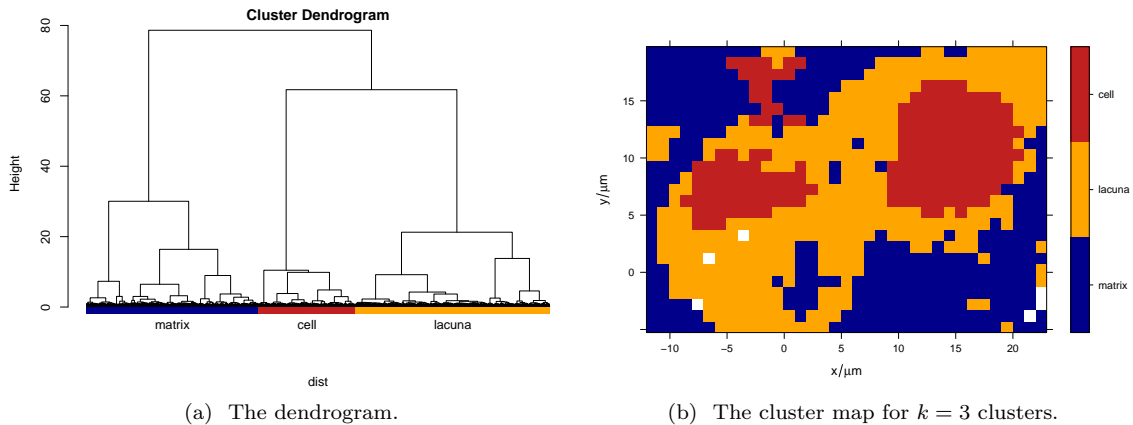 Cluster Dendrogram
Height
0 20 40 60 80
matrix cell lacuna
dist
(a) The dendrogram.
y/µm
0 5 10 15
−10 −5 0 5 10 15 20
x/µm
cell
lacuna
matrix
(b) The cluster map for k = 3 clusters.